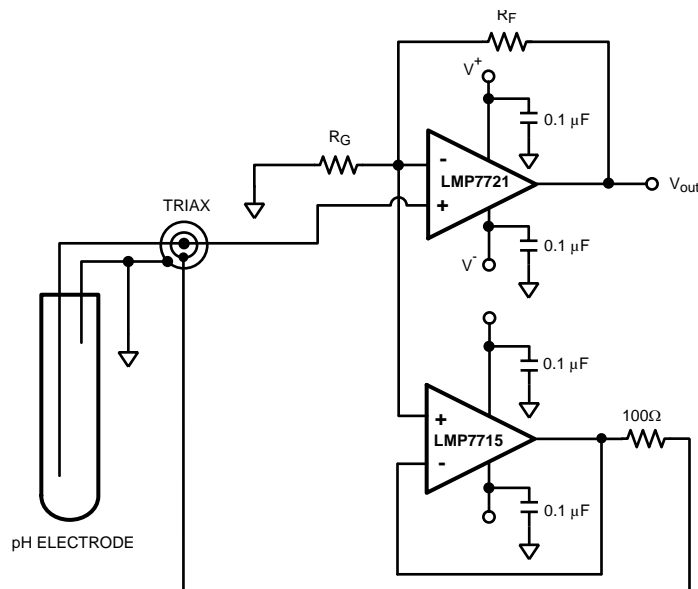 RF
V+
0.1 µF
RG
-
LMP7721
+
Vout
TRIAX
0.1 µF
V-
0.1 µF
+
LMP7715
-
100Ω
0.1 µF
pH ELECTRODE